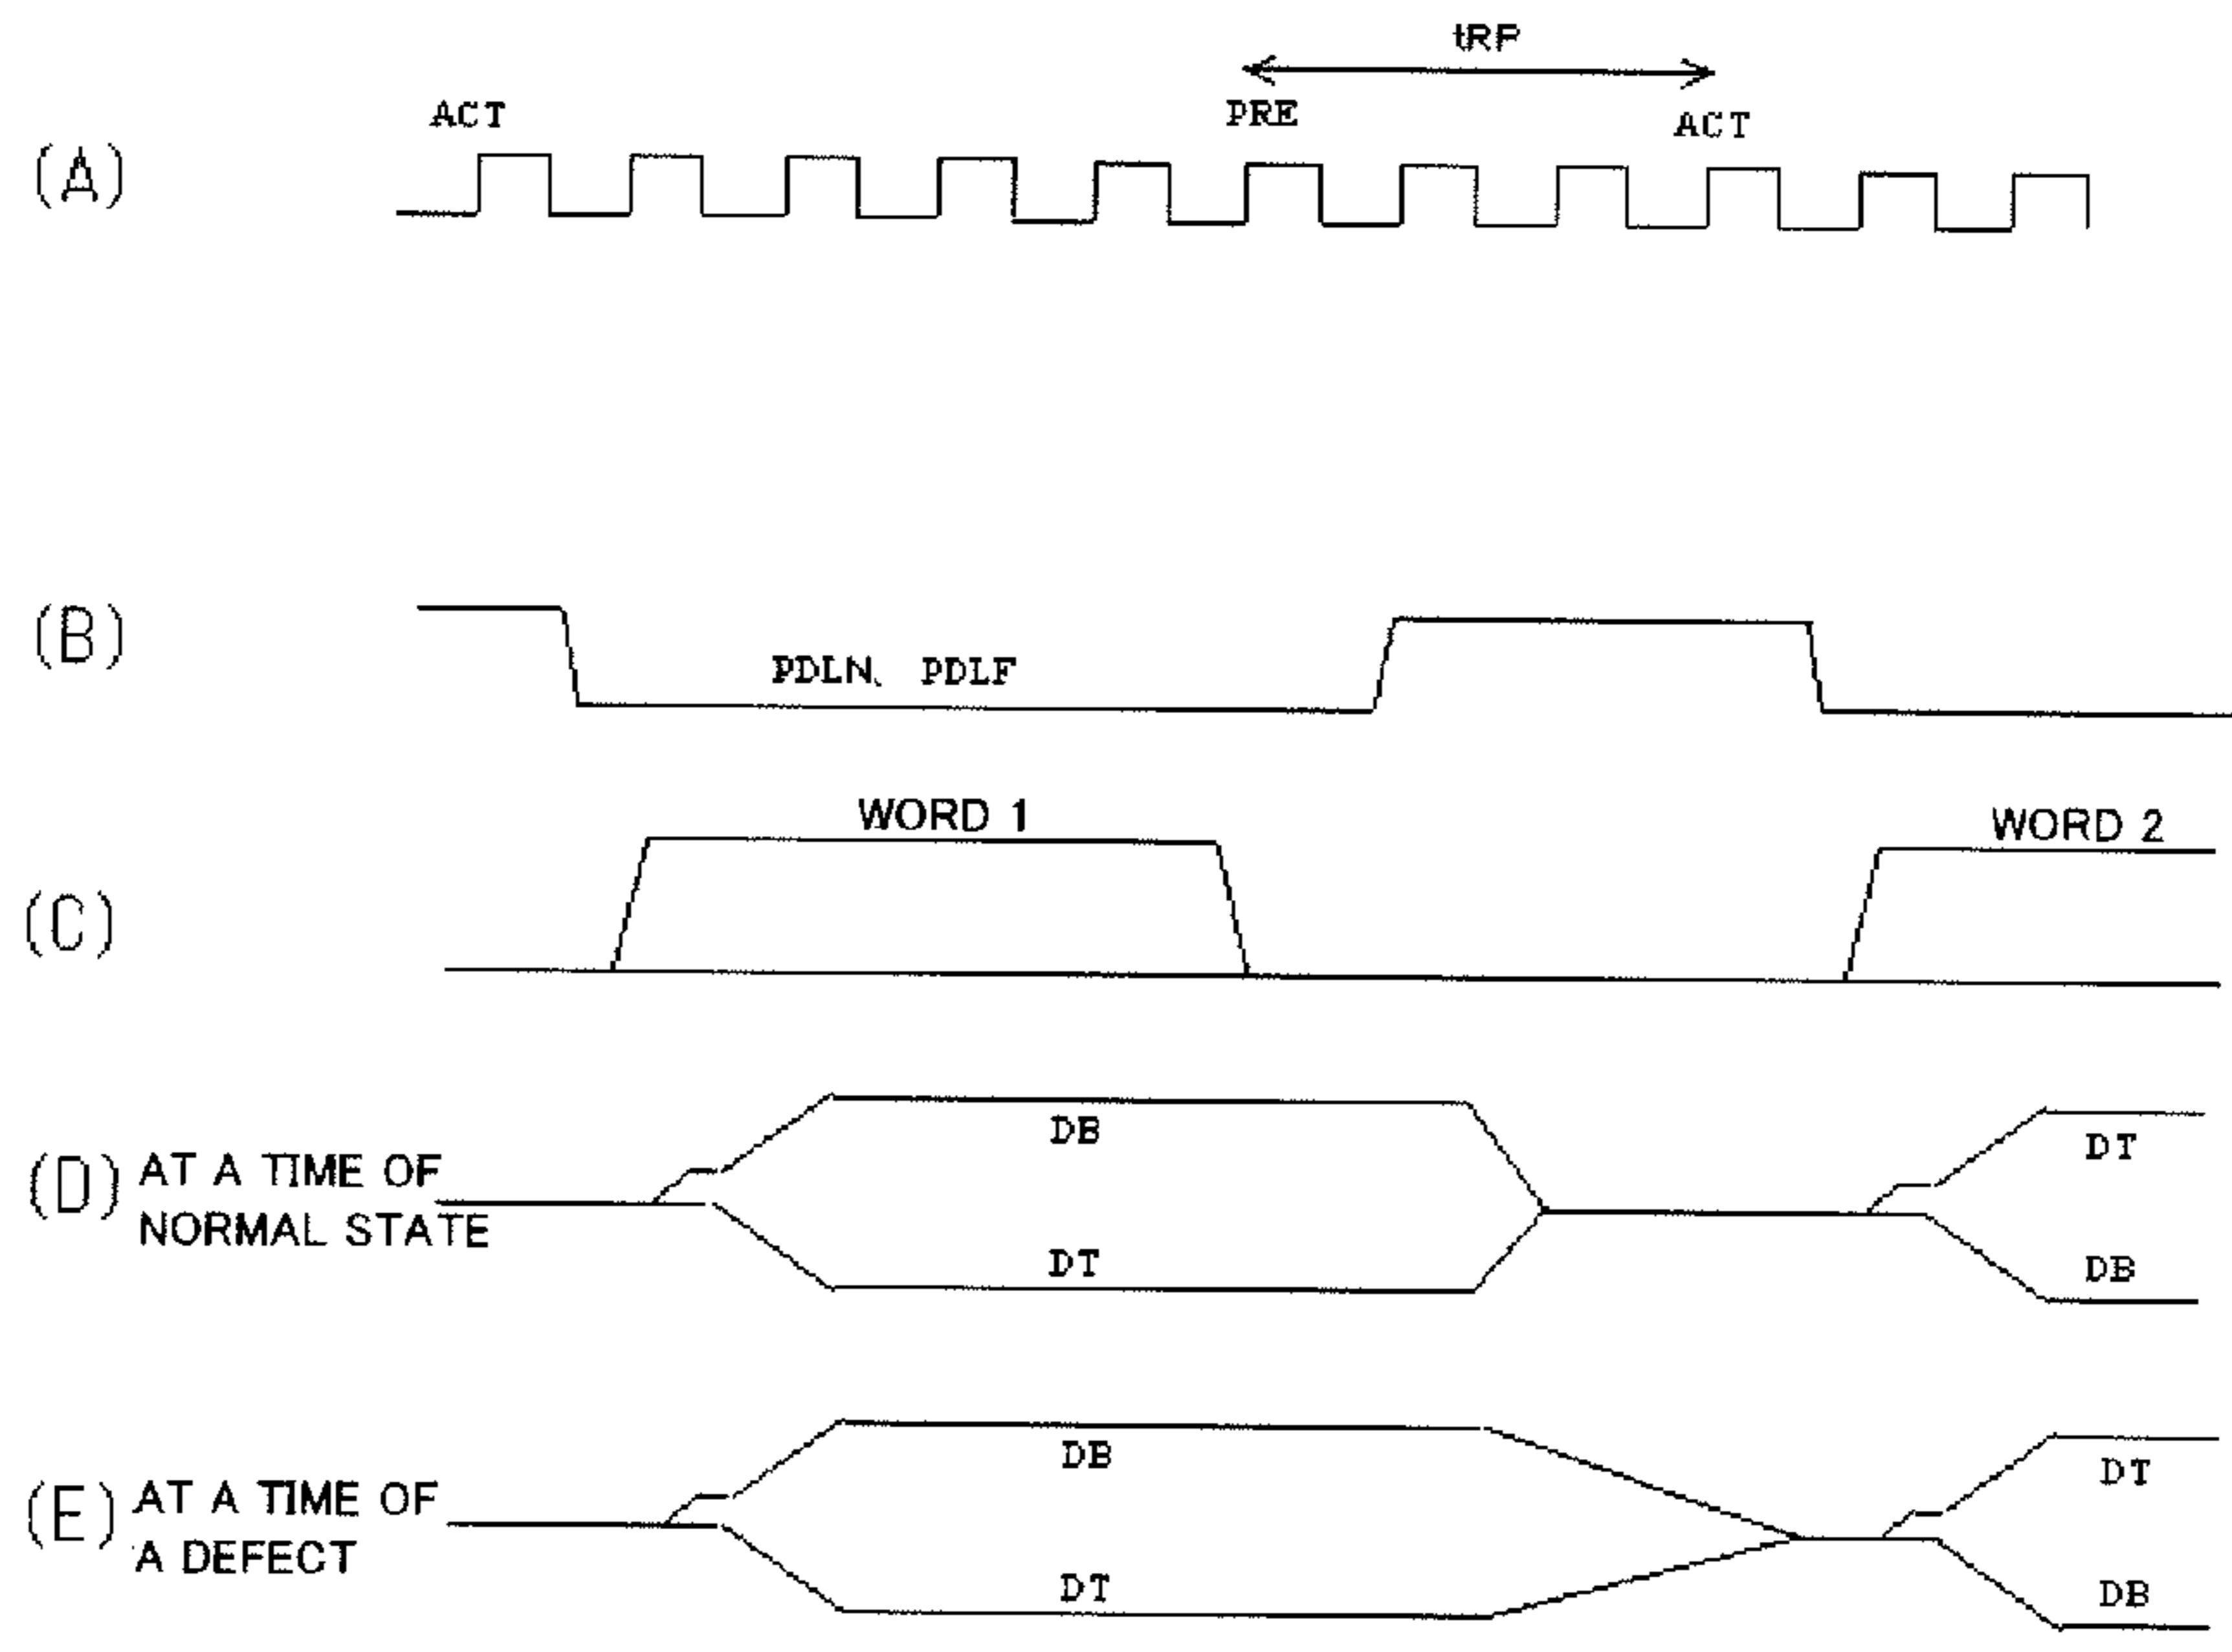 tRP
ACT PRE ACT
(A)
(B) PDLN、 PDLF
WORD 1 WORD 2
(C)
DB DT
(D) AT A TIME OF
NORMAL STATE
DT DB
DB DT
(E) AT A TIME OF
A DEFECT
DT DB